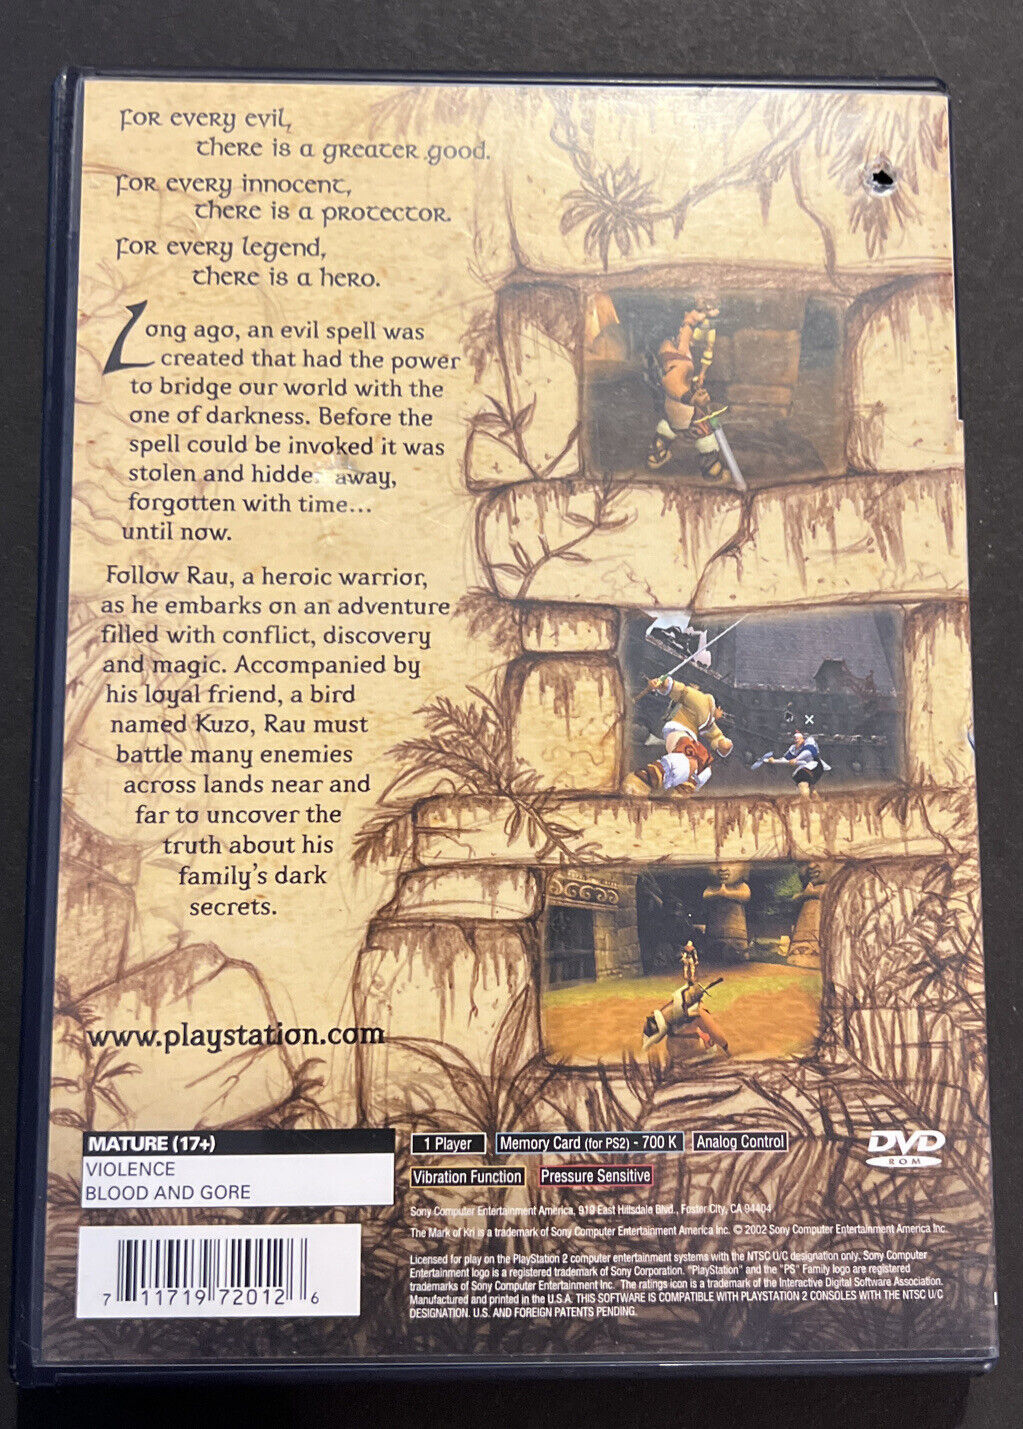 For every evil,
there is a greater good.
For every innocent,
there is a protector.
For every legend,
there is a hero.
Long ago, an evil spell was
created that had the power
to bridge our world with the
one of darkness. Before the
spell could be invoked it was
stolen and hidden away,
forgotten with time...
until now.
Follow Rau, a heroic warrior,
as he embarks on an adventure
filled with conflict, discovery
and magic. Accompanied by
his loyal friend, a bird
named Kuzo, Rau must
battle many enemies
across lands near and
far to uncover the
truth about his
family's dark
secrets.
www.playstation.com
MATURE (17+)
VIOLENCE
BLOOD AND GORE
1 Player
Memory Card (for PS2) - 700 K
Analog Control
Vibration Function
Pressure Sensitive
DVD
ROM
Sony Computer Entertainment America, 919 East Hillsdale Blvd., Foster City, CA 94404
The Mark of Kri is a trademark of Sony Computer Entertainment America Inc. © 2002 Sony Computer Entertainment America Inc.
Licensed for play on the PlayStation 2 computer entertainment systems with the NTSC U/C designation only. Sony Computer
Entertainment logo is a registered trademark of Sony Corporation. "PlayStation" and the "PS" Family logo are registered
trademarks of Sony Computer Entertainment Inc. The ratings icon is a trademark of the Interactive Digital Software Association.
Manufactured and printed in the U.S.A. THIS SOFTWARE IS COMPATIBLE WITH PLAYSTATION 2 CONSOLES WITH THE NTSC U/C
DESIGNATION. U.S. AND FOREIGN PATENTS PENDING.
7 11719 72012 6